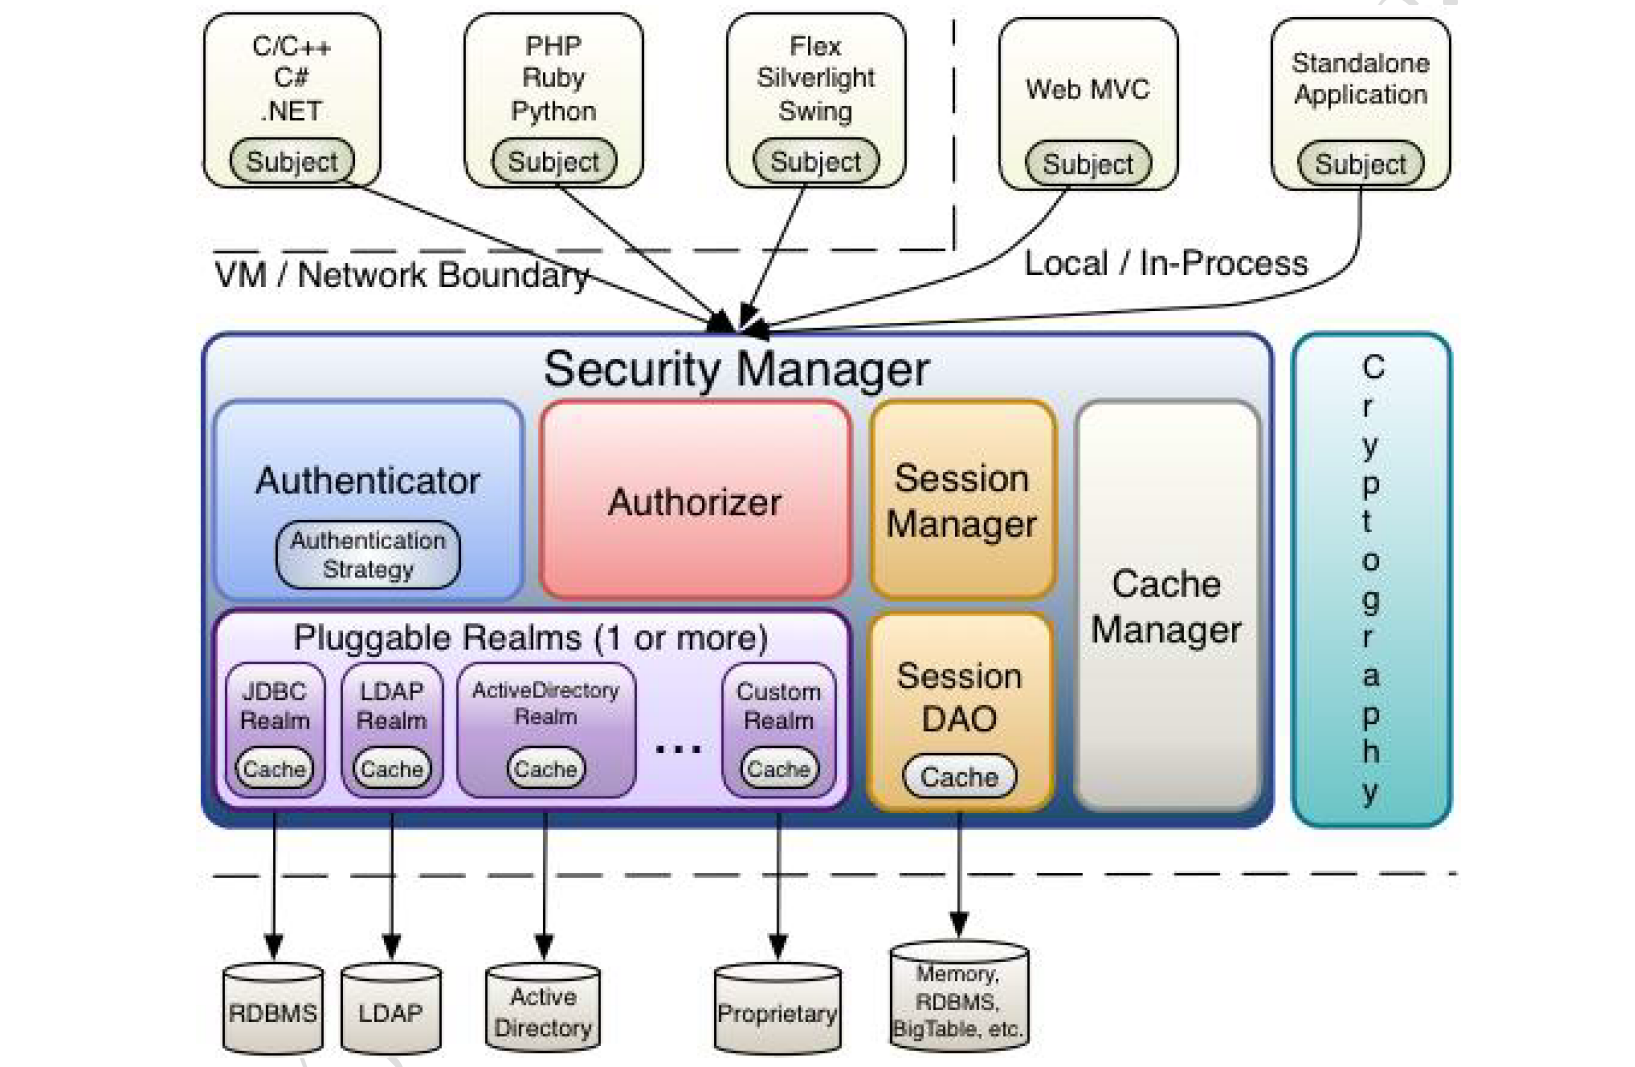 C/C++
C#
.NET
Subject
PHP
Ruby
Python
Subject
Flex
Silverlight
Swing
Subject
Web MVC
Subject
Standalone
Application
Subject
VM / Network Boundary
Local / In-Process
Security Manager
Authenticator
Authentication
Strategy
Authorizer
Session
Manager
Cache
Manager
Cryptography
Pluggable Realms (1 or more)
JDBC
Realm
Cache
LDAP
Realm
Cache
ActiveDirectory
Realm
Cache
...
Custom
Realm
Cache
Session
DAO
Cache
RDBMS
LDAP
Active
Directory
Proprietary
Memory,
RDBMS,
BigTable, etc.